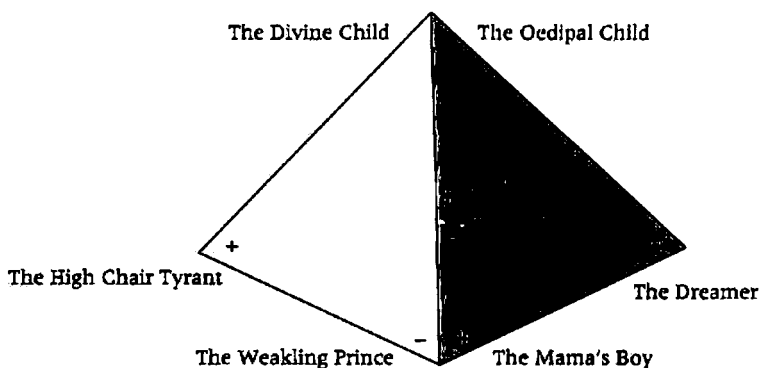 The Divine Child
The Oedipal Child
+
The High Chair Tyrant
The Dreamer
−
The Weakling Prince
The Mama's Boy